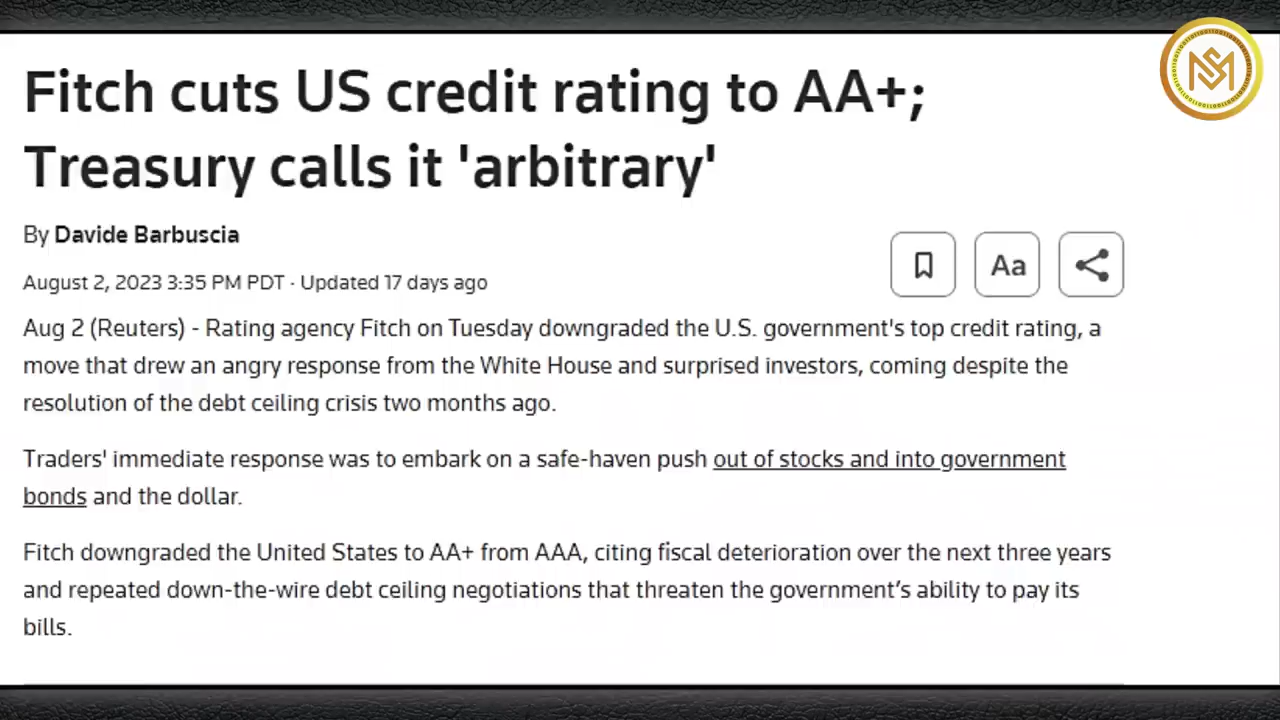 Fitch cuts US credit rating to AA+;
Treasury calls it 'arbitrary'
By Davide Barbuscia
August 2, 2023 3:35 PM PDT · Updated 17 days ago
Aa
Aug 2 (Reuters) - Rating agency Fitch on Tuesday downgraded the U.S. government's top credit rating, a
move that drew an angry response from the White House and surprised investors, coming despite the
resolution of the debt ceiling crisis two months ago.
Traders' immediate response was to embark on a safe-haven push out of stocks and into government
bonds and the dollar.
Fitch downgraded the United States to AA+ from AAA, citing fiscal deterioration over the next three years
and repeated down-the-wire debt ceiling negotiations that threaten the government’s ability to pay its
bills.